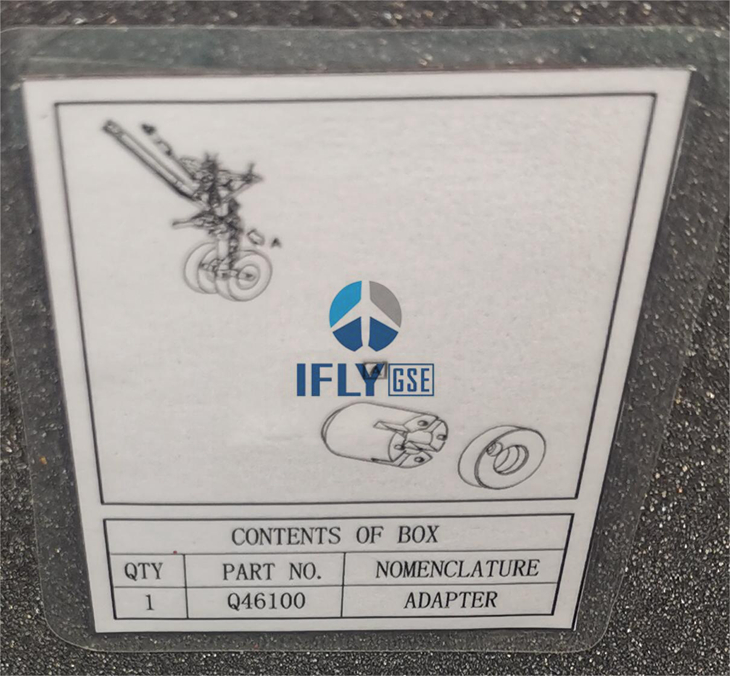 A
A
IFLY GSE
CONTENTS OF BOX
QTY PART NO. NOMENCLATURE
1 Q46100 ADAPTER